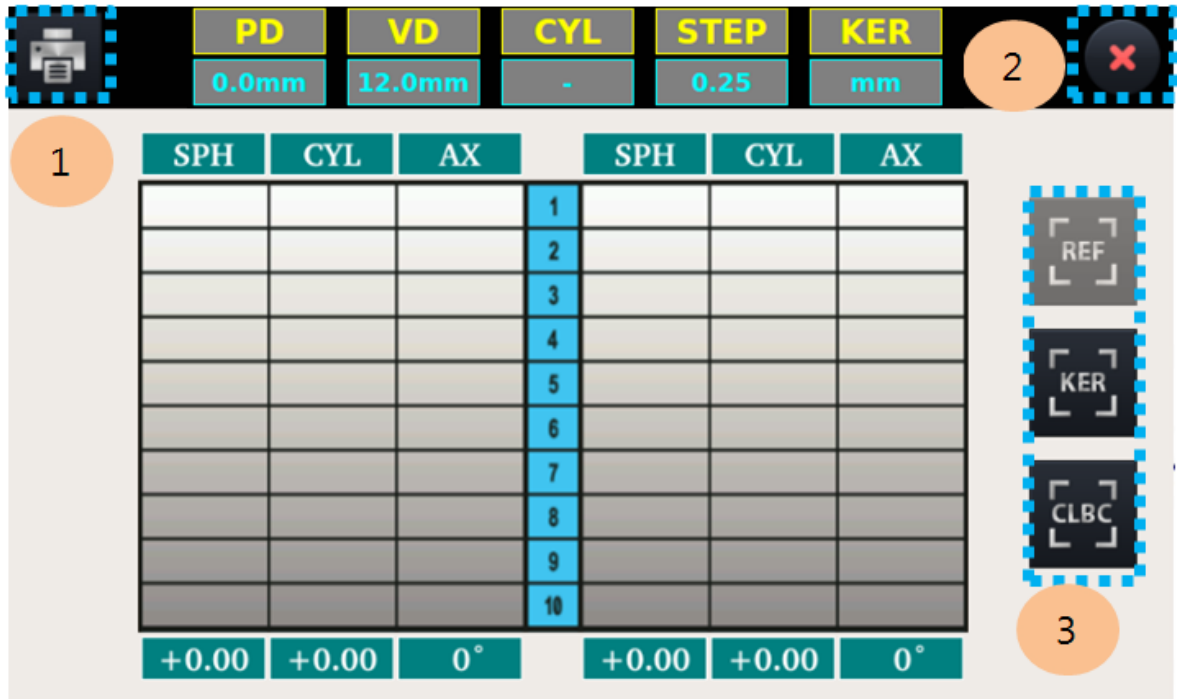 PD VD CYL STEP KER
0.0mm 12.0mm - 0.25 mm
2
1
SPH CYL AX SPH CYL AX
1
2
3
4
5
6
7
8
9
10
REF
KER
CLBC
3
+0.00 +0.00 0° +0.00 +0.00 0°